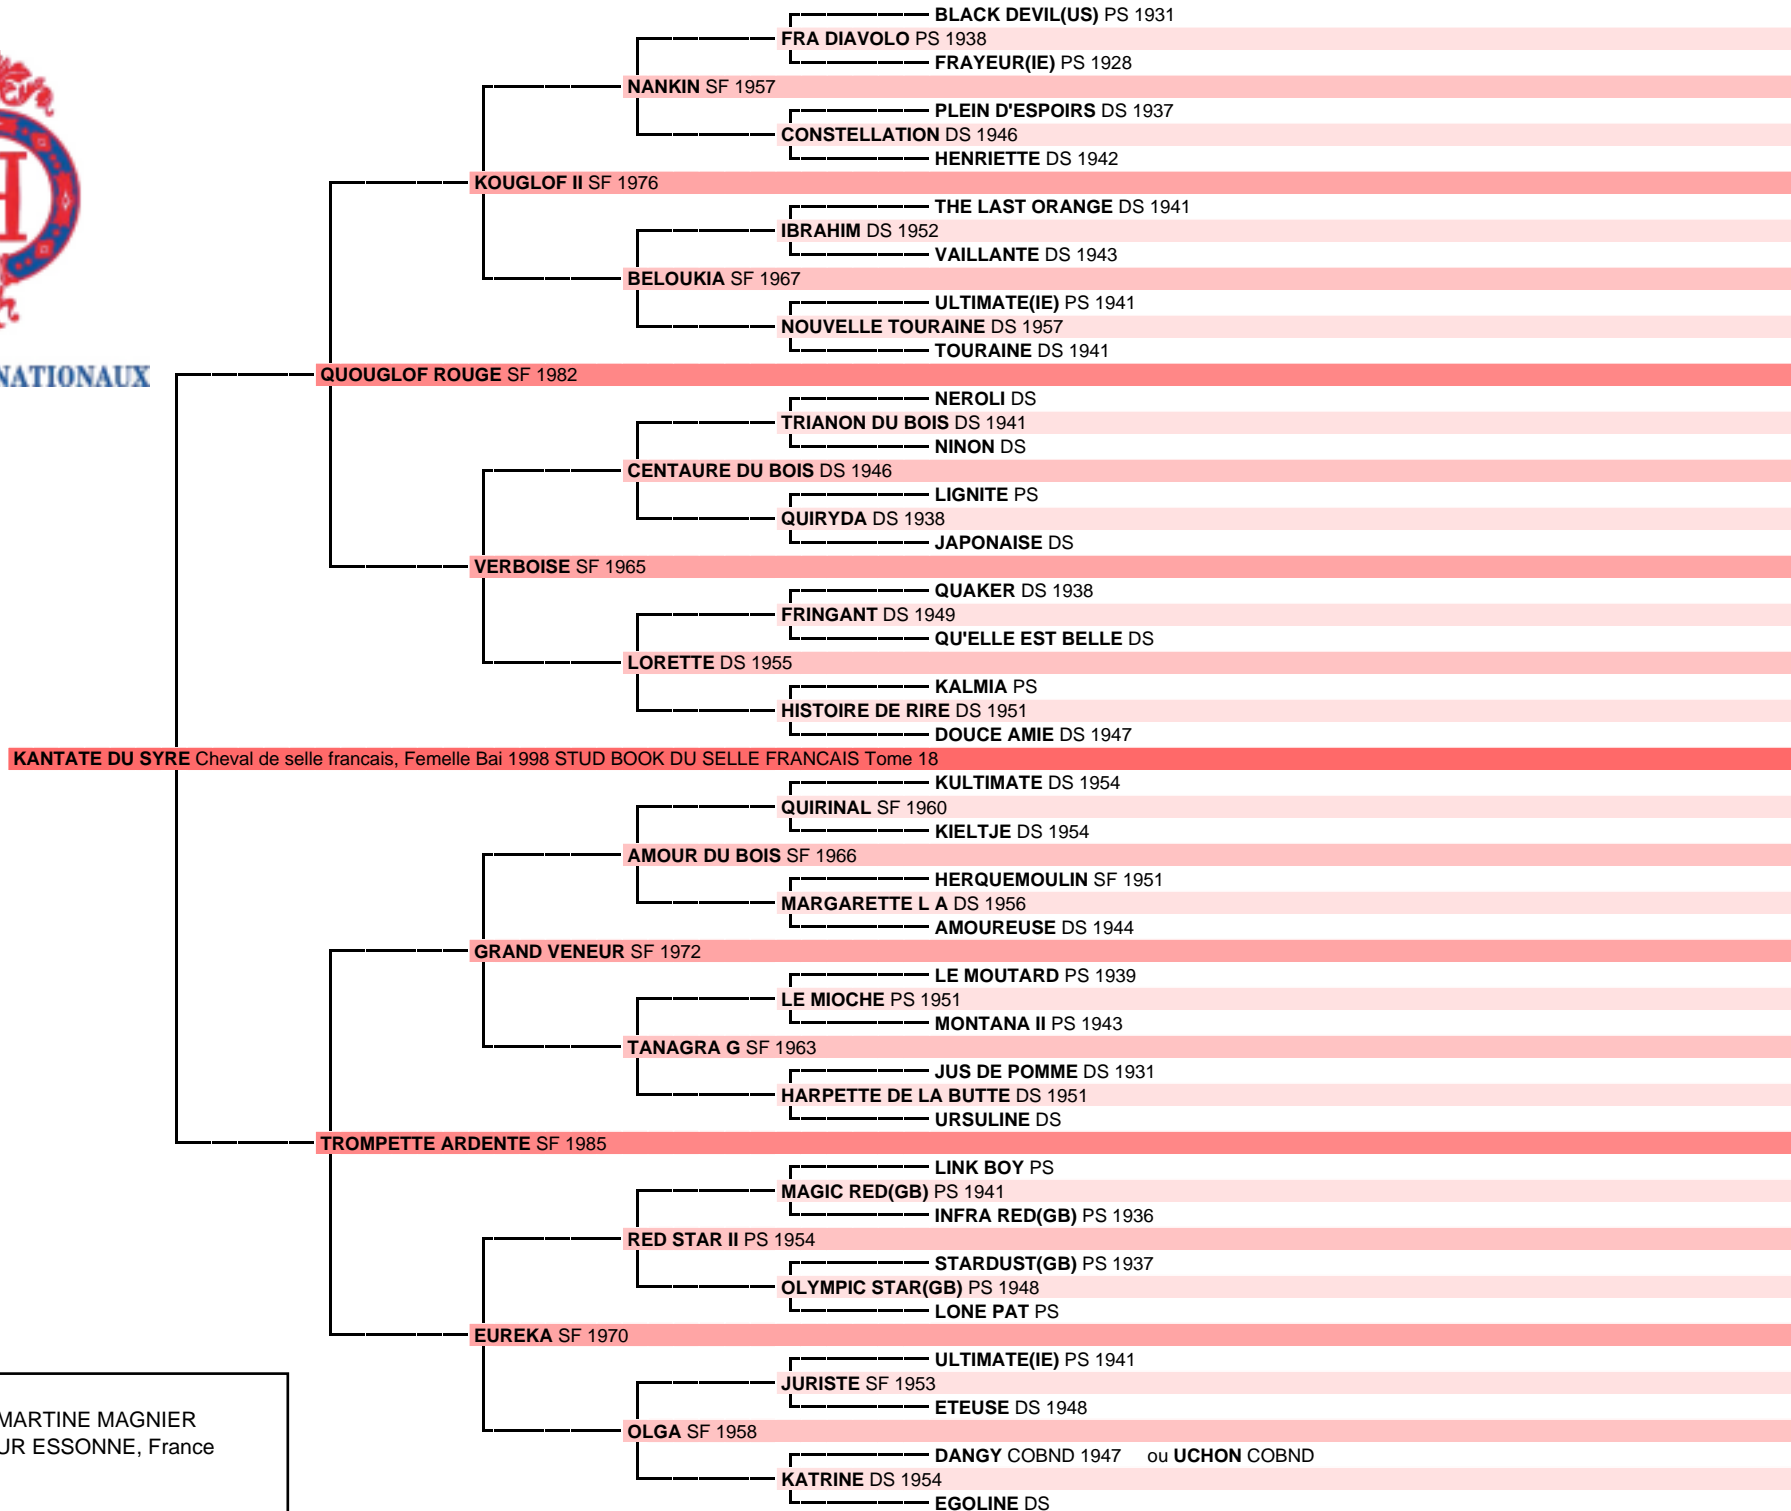 BLACK DEVIL(US) PS 1931
FRA DIAVOLO PS 1938
FRAYEUR(IE) PS 1928
NANKIN SF 1957
PLEIN D'ESPOIRS DS 1937
CONSTELLATION DS 1946
HENRIETTE DS 1942
KOUGLOF II SF 1976
THE LAST ORANGE DS 1941
IBRAHIM DS 1952
VAILLANTE DS 1943
BELOUKIA SF 1967
ULTIMATE(IE) PS 1941
NOUVELLE TOURAINE DS 1957
TOURAINE DS 1941
NATIONAUX
QUOUGLOF ROUGE SF 1982
NEROLI DS
TRIANON DU BOIS DS 1941
NINON DS
CENTAURE DU BOIS DS 1946
LIGNITE PS
QUIRYDA DS 1938
JAPONAISE DS
VERBOISE SF 1965
QUAKER DS 1938
FRINGANT DS 1949
QU'ELLE EST BELLE DS
LORETTE DS 1955
KALMIA PS
HISTOIRE DE RIRE DS 1951
DOUCE AMIE DS 1947
KANTATE DU SYRE Cheval de selle francais, Femelle Bai 1998 STUD BOOK DU SELLE FRANCAIS Tome 18
KULTIMATE DS 1954
QUIRINAL SF 1960
KIELTJE DS 1954
AMOUR DU BOIS SF 1966
HERQUEMOULIN SF 1951
MARGARETTE L A DS 1956
AMOUREUSE DS 1944
GRAND VENEUR SF 1972
LE MOUTARD PS 1939
LE MIOCHE PS 1951
MONTANA II PS 1943
TANAGRA G SF 1963
JUS DE POMME DS 1931
HARPETTE DE LA BUTTE DS 1951
URSULINE DS
TROMPETTE ARDENTE SF 1985
LINK BOY PS
MAGIC RED(GB) PS 1941
INFRA RED(GB) PS 1936
RED STAR II PS 1954
STARDUST(GB) PS 1937
OLYMPIC STAR(GB) PS 1948
LONE PAT PS
EUREKA SF 1970
ULTIMATE(IE) PS 1941
JURISTE SF 1953
ETEUSE DS 1948
OLGA SF 1958
DANGY COBND 1947 ou UCHON COBND
KATRINE DS 1954
EGOLINE DS
MARTINE MAGNIER
UR ESSONNE, France